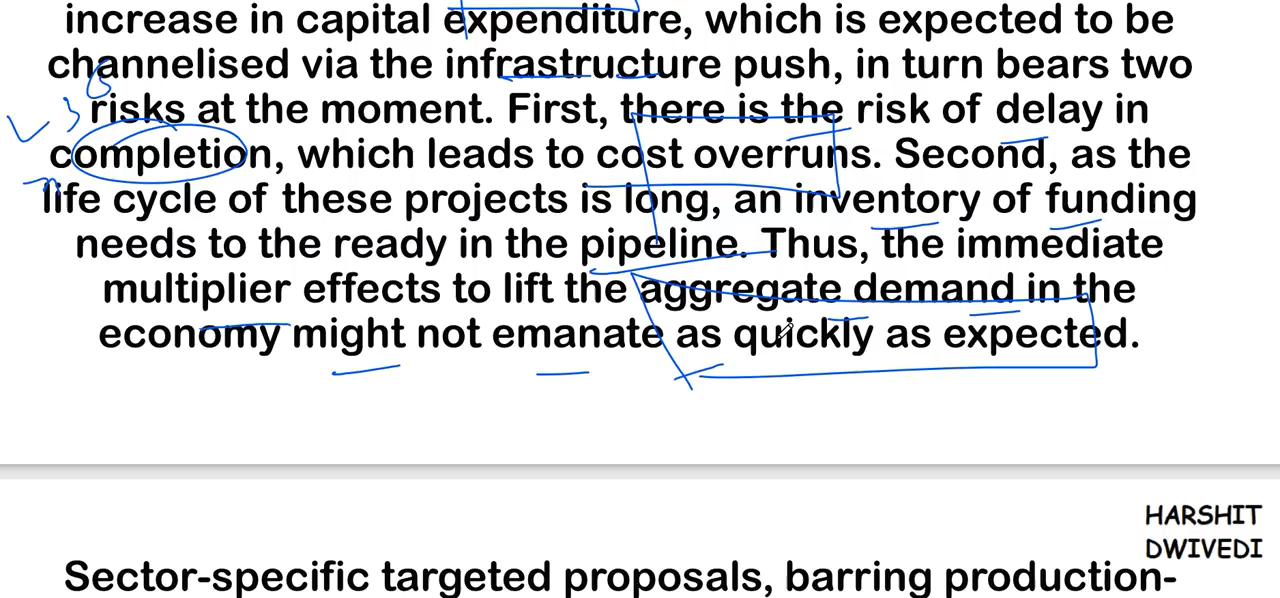 increase in capital expenditure, which is expected to be
channelised via the infrastructure push, in turn bears two
risks at the moment. First, there is the risk of delay in
completion, which leads to cost overruns. Second, as the
life cycle of these projects is long, an inventory of funding
needs to the ready in the pipeline. Thus, the immediate
multiplier effects to lift the aggregate demand in the
economy might not emanate as quickly as expected.
HARSHIT
DWIVEDI
Sector-specific targeted proposals, barring production-